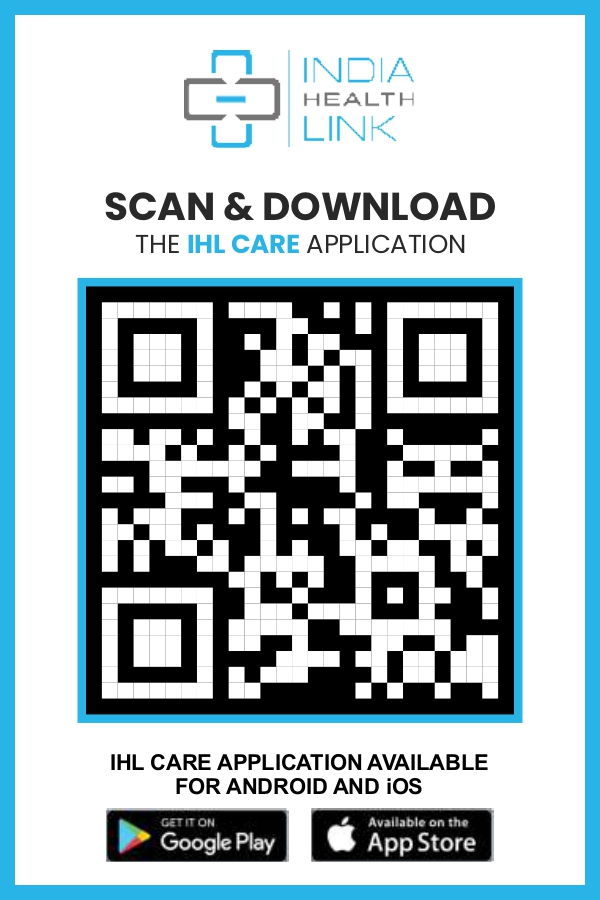 INDIA
HEALTH
LINK
SCAN & DOWNLOAD
THE IHL CARE APPLICATION
IHL CARE APPLICATION AVAILABLE
FOR ANDROID AND iOS
GET IT ON
Google Play
Available on the
App Store